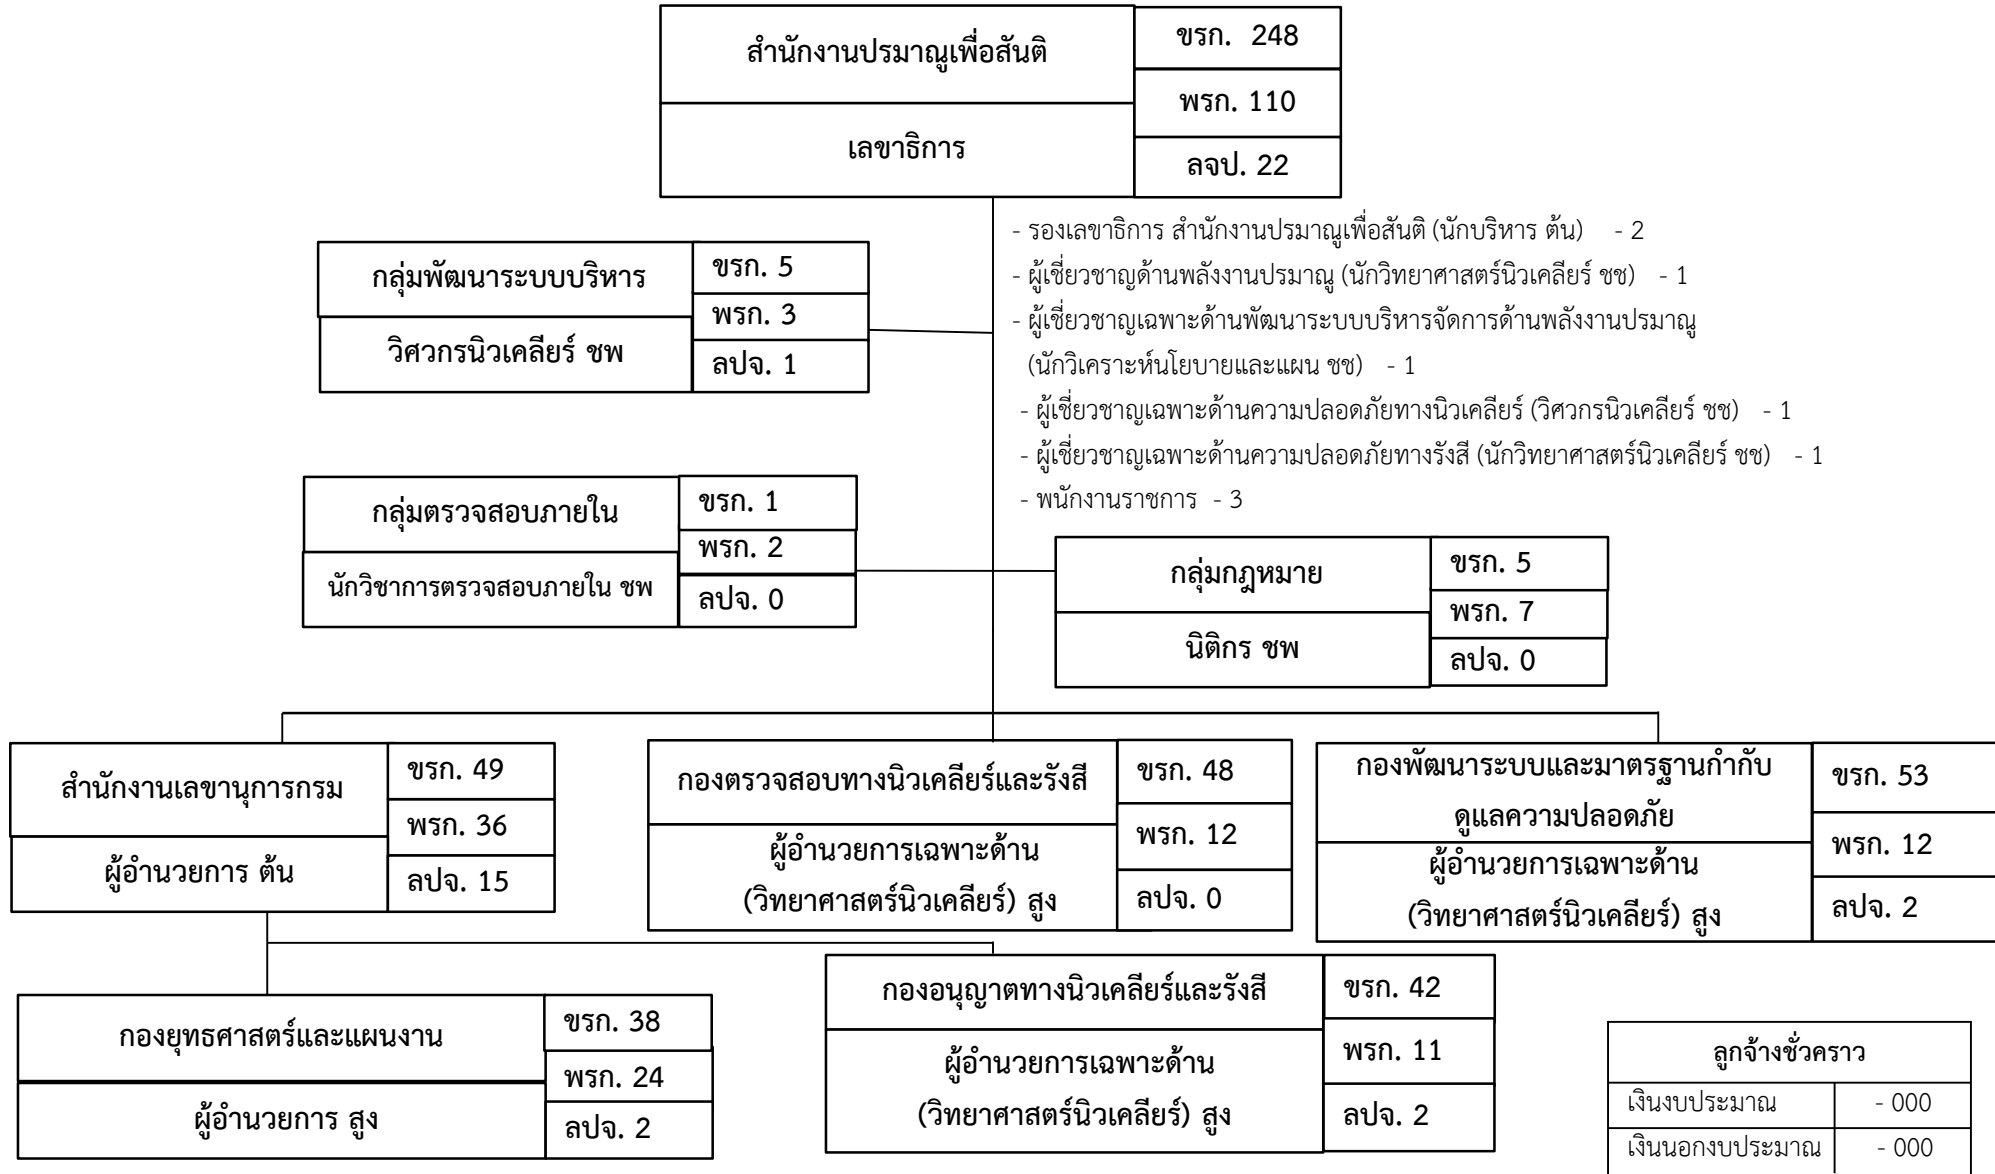 สำนักงานปรมาณูเพื่อสันติ
เลขาธิการ
ขรก. 248
พรก. 110
ลจป. 22
- รองเลขาธิการ สำนักงานปรมาณูเพื่อสันติ (นักบริหาร ต้น) - 2
- ผู้เชี่ยวชาญด้านพลังงานปรมาณู (นักวิทยาศาสตร์นิวเคลียร์ ชช) - 1
- ผู้เชี่ยวชาญเฉพาะด้านพัฒนาระบบบริหารจัดการด้านพลังงานปรมาณู
(นักวิเคราะห์นโยบายและแผน ชช) - 1
- ผู้เชี่ยวชาญเฉพาะด้านความปลอดภัยทางนิวเคลียร์ (วิศวกรนิวเคลียร์ ชช) - 1
- ผู้เชี่ยวชาญเฉพาะด้านความปลอดภัยทางรังสี (นักวิทยาศาสตร์นิวเคลียร์ ชช) - 1
- พนักงานราชการ - 3
กลุ่มพัฒนาระบบบริหาร
วิศวกรนิวเคลียร์ ชพ
ขรก. 5
พรก. 3
ลปจ. 1
กลุ่มตรวจสอบภายใน
นักวิชาการตรวจสอบภายใน ชพ
ขรก. 1
พรก. 2
ลปจ. 0
กลุ่มกฎหมาย
นิติกร ชพ
ขรก. 5
พรก. 7
ลปจ. 0
สำนักงานเลขานุการกรม
ผู้อำนวยการ ต้น
ขรก. 49
พรก. 36
ลปจ. 15
กองตรวจสอบทางนิวเคลียร์และรังสี
ผู้อำนวยการเฉพาะด้าน
(วิทยาศาสตร์นิวเคลียร์) สูง
ขรก. 48
พรก. 12
ลปจ. 0
กองพัฒนาระบบและมาตรฐานกำกับ
ดูแลความปลอดภัย
ผู้อำนวยการเฉพาะด้าน
(วิทยาศาสตร์นิวเคลียร์) สูง
ขรก. 53
พรก. 12
ลปจ. 2
กองยุทธศาสตร์และแผนงาน
ผู้อำนวยการ สูง
ขรก. 38
พรก. 24
ลปจ. 2
กองอนุญาตทางนิวเคลียร์และรังสี
ผู้อำนวยการเฉพาะด้าน
(วิทยาศาสตร์นิวเคลียร์) สูง
ขรก. 42
พรก. 11
ลปจ. 2
ลูกจ้างชั่วคราว
เงินงบประมาณ - 000
เงินนอกงบประมาณ - 000